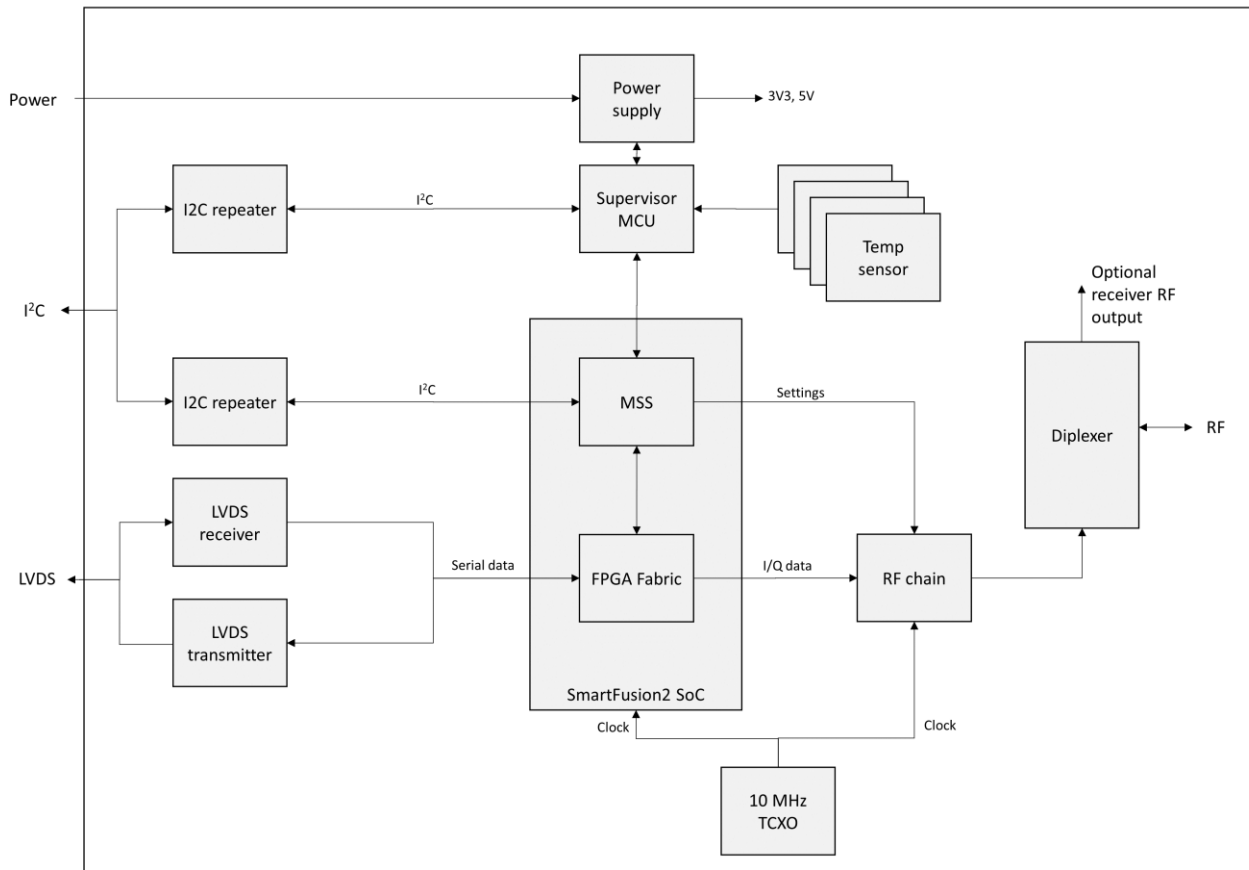 Power
Power
supply
3V3, 5V
I2C repeater
I²C
Supervisor
MCU
Temp
sensor
I²C
Optional
receiver RF
output
I2C repeater
I²C
MSS
Settings
Diplexer
RF
LVDS
receiver
LVDS
Serial data
FPGA Fabric
I/Q data
RF chain
LVDS
transmitter
SmartFusion2 SoC
Clock
Clock
10 MHz
TCXO